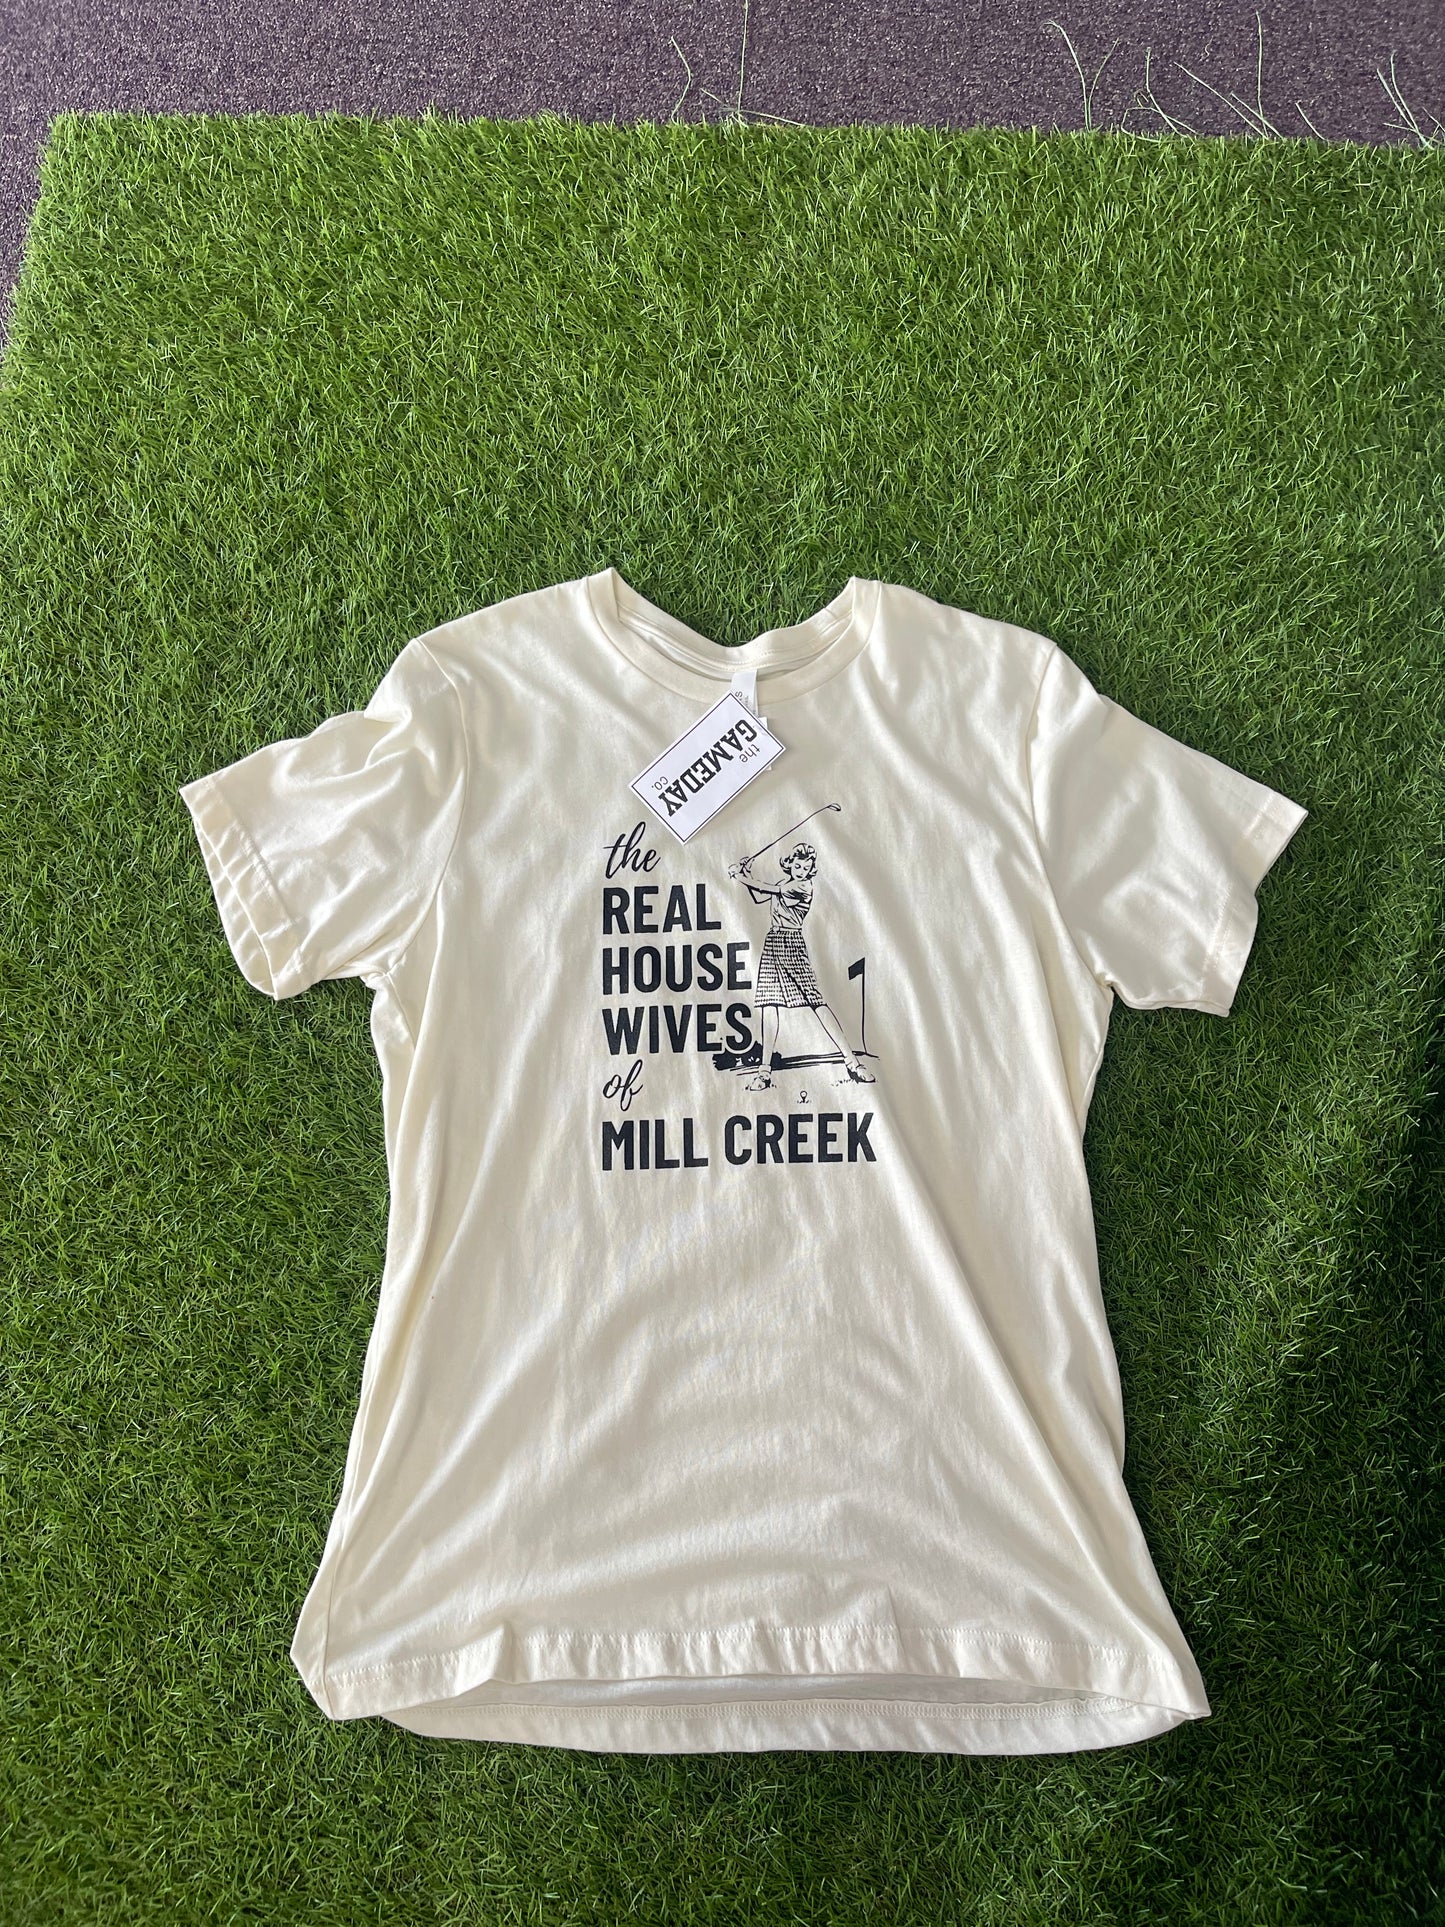 the
GAMEDAY
CO.
the
REAL
HOUSE
WIVES
of
MILL CREEK